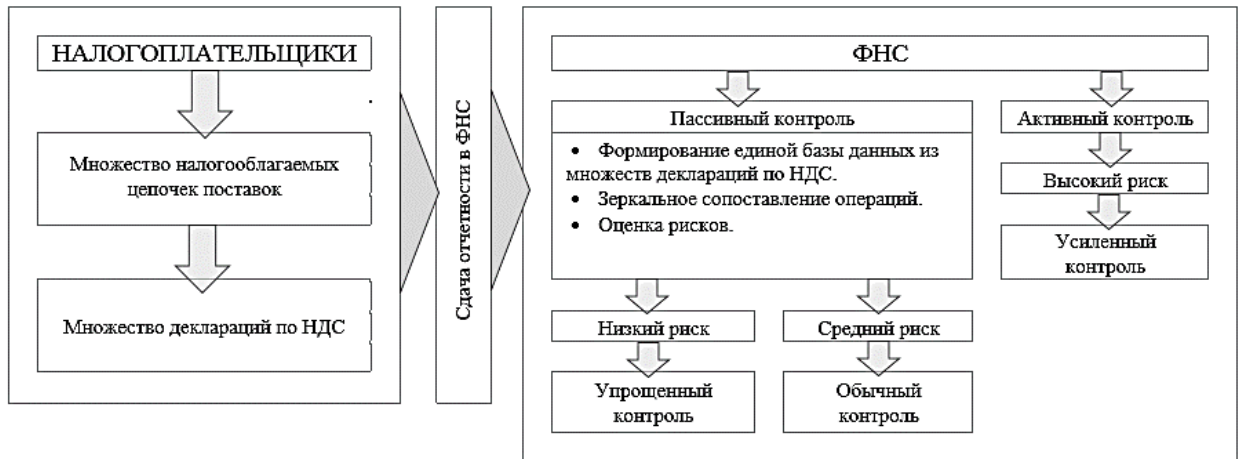 НАЛОГОПЛАТЕЛЬЩИКИ
Множество налогооблагаемых
цепочек поставок
Множество деклараций по НДС
Сдача отчетности в ФНС
ФНС
Пассивный контроль
• Формирование единой базы данных из
множеств деклараций по НДС.
• Зеркальное сопоставление операций.
• Оценка рисков.
Низкий риск
Упрощенный
контроль
Средний риск
Обычный
контроль
Активный контроль
Высокий риск
Усиленный
контроль